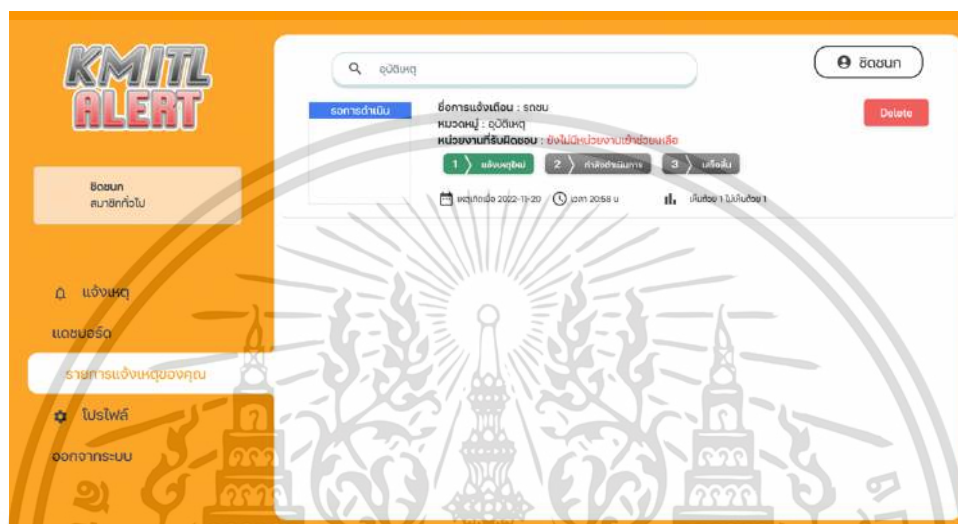 KMITL
ALERT
ชิดชนก
สมาชิกทั่วไป
แจ้งเหตุ
แดชบอร์ด
รายการแจ้งเหตุของคุณ
โปรไฟล์
ออกจากระบบ
อุบัติเหตุ
ชิดชนก
รอการดำเนิน
ชื่อการแจ้งเตือน : รถชน
หมวดหมู่ : อุบัติเหตุ
หน่วยงานที่รับผิดชอบ : ยังไม่มีหน่วยงานเข้าช่วยเหลือ
1 แจ้งเหตุใหม่ 2 กำลังดำเนินการ 3 เสร็จสิ้น
เหตุเกิดเมื่อ 2022-11-20 เวลา 20:58 น เห็นด้วย 1 ไม่เห็นด้วย 1
Delete